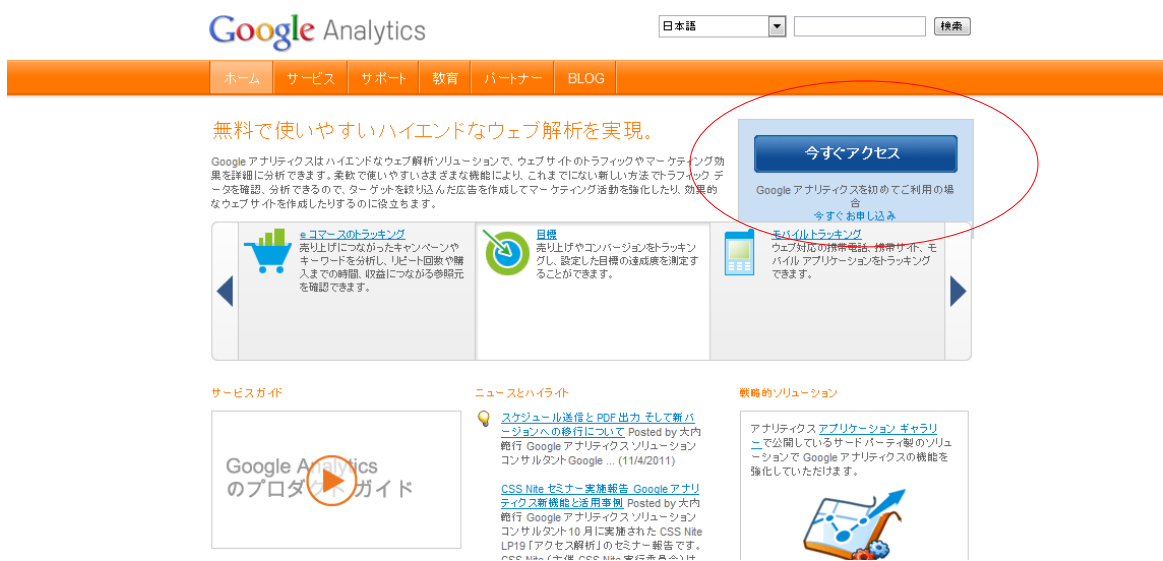 Google Analytics
日本語
検索
ホーム
サービス
サポート
教育
パートナー
BLOG
無料で使いやすいハイエンドなウェブ解析を実現。
Google アナリティクスはハイエンドなウェブ解析ソリューションで、ウェブサイトのトラフィックやマーケティング効
果を詳細に分析できます。柔軟で使いやすいさまざまな機能により、これまでにない新しい方法でトラフィック デ
ータを確認、分析できるので、ターゲットを絞り込んだ広告を作成してマーケティング活動を強化したり、効果的
なウェブサイトを作成したりするのに役立ちます。
今すぐアクセス
Google アナリティクスを初めてご利用の場
合
今すぐお申し込み
e コマースのトラッキング
売り上げにつながったキャンペーンや
キーワードを分析し、リピート回数や購
入までの時間、収益につながる参照元
を確認できます。
目標
売り上げやコンバージョンをトラッキン
グし、設定した目標の達成度を測定す
ることができます。
モバイルトラッキング
ウェブ対応の携帯電話、携帯サイト、モ
バイル アプリケーションをトラッキング
できます。
サービスガイド
Google Analytics
のプロダクトガイド
ニュースとハイライト
スケジュール送信と PDF 出力 そして新バ
ージョンへの移行について Posted by 大内
範行 Google アナリティクス ソリューション
コンサルタント Google ... (11/4/2011)
CSS Nite セミナー実施報告 Google アナリ
ティクス新機能と活用事例 Posted by 大内
範行 Google アナリティクス ソリューション
コンサルタント 10 月に実施された CSS Nite
LP19 「アクセス解析」のセミナー報告です。
CSS Nite (主催 CSS Nite 実行委員会)は
戦略的ソリューション
アナリティクス アプリケーション ギャラリ
ーで公開しているサード パーティ製のソリュ
ーションで Google アナリティクスの機能を
強化していただけます。